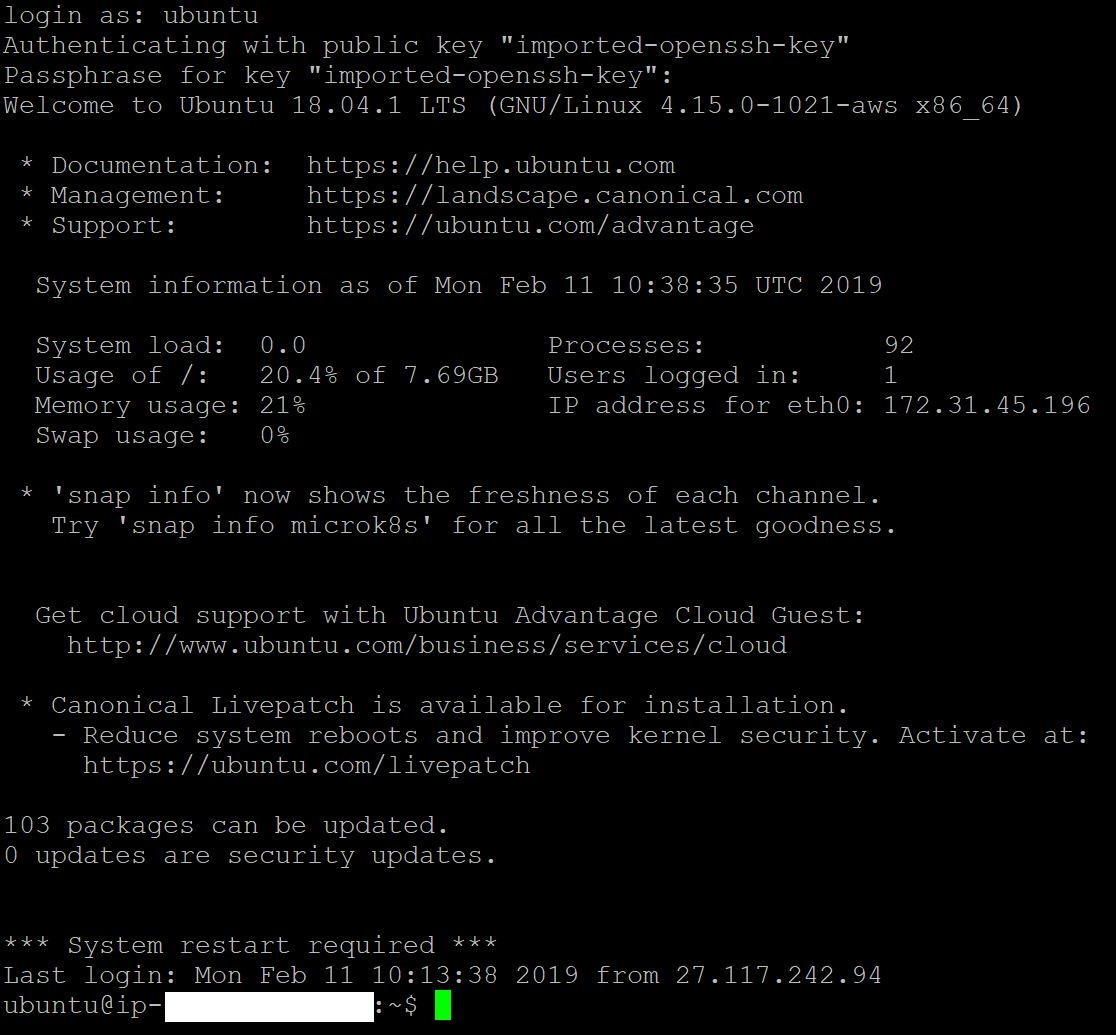 login as: ubuntu
Authenticating with public key "imported-openssh-key"
Passphrase for key "imported-openssh-key":
Welcome to Ubuntu 18.04.1 LTS (GNU/Linux 4.15.0-1021-aws x86_64)
* Documentation: https://help.ubuntu.com
* Management: https://landscape.canonical.com
* Support: https://ubuntu.com/advantage
System information as of Mon Feb 11 10:38:35 UTC 2019
System load: 0.0 Processes: 92
Usage of /: 20.4% of 7.69GB Users logged in: 1
Memory usage: 21% IP address for eth0: 172.31.45.196
Swap usage: 0%
* 'snap info' now shows the freshness of each channel.
Try 'snap info microk8s' for all the latest goodness.
Get cloud support with Ubuntu Advantage Cloud Guest:
http://www.ubuntu.com/business/services/cloud
* Canonical Livepatch is available for installation.
- Reduce system reboots and improve kernel security. Activate at:
https://ubuntu.com/livepatch
103 packages can be updated.
0 updates are security updates.
*** System restart required ***
Last login: Mon Feb 11 10:13:38 2019 from 27.117.242.94
ubuntu@ip- :~$